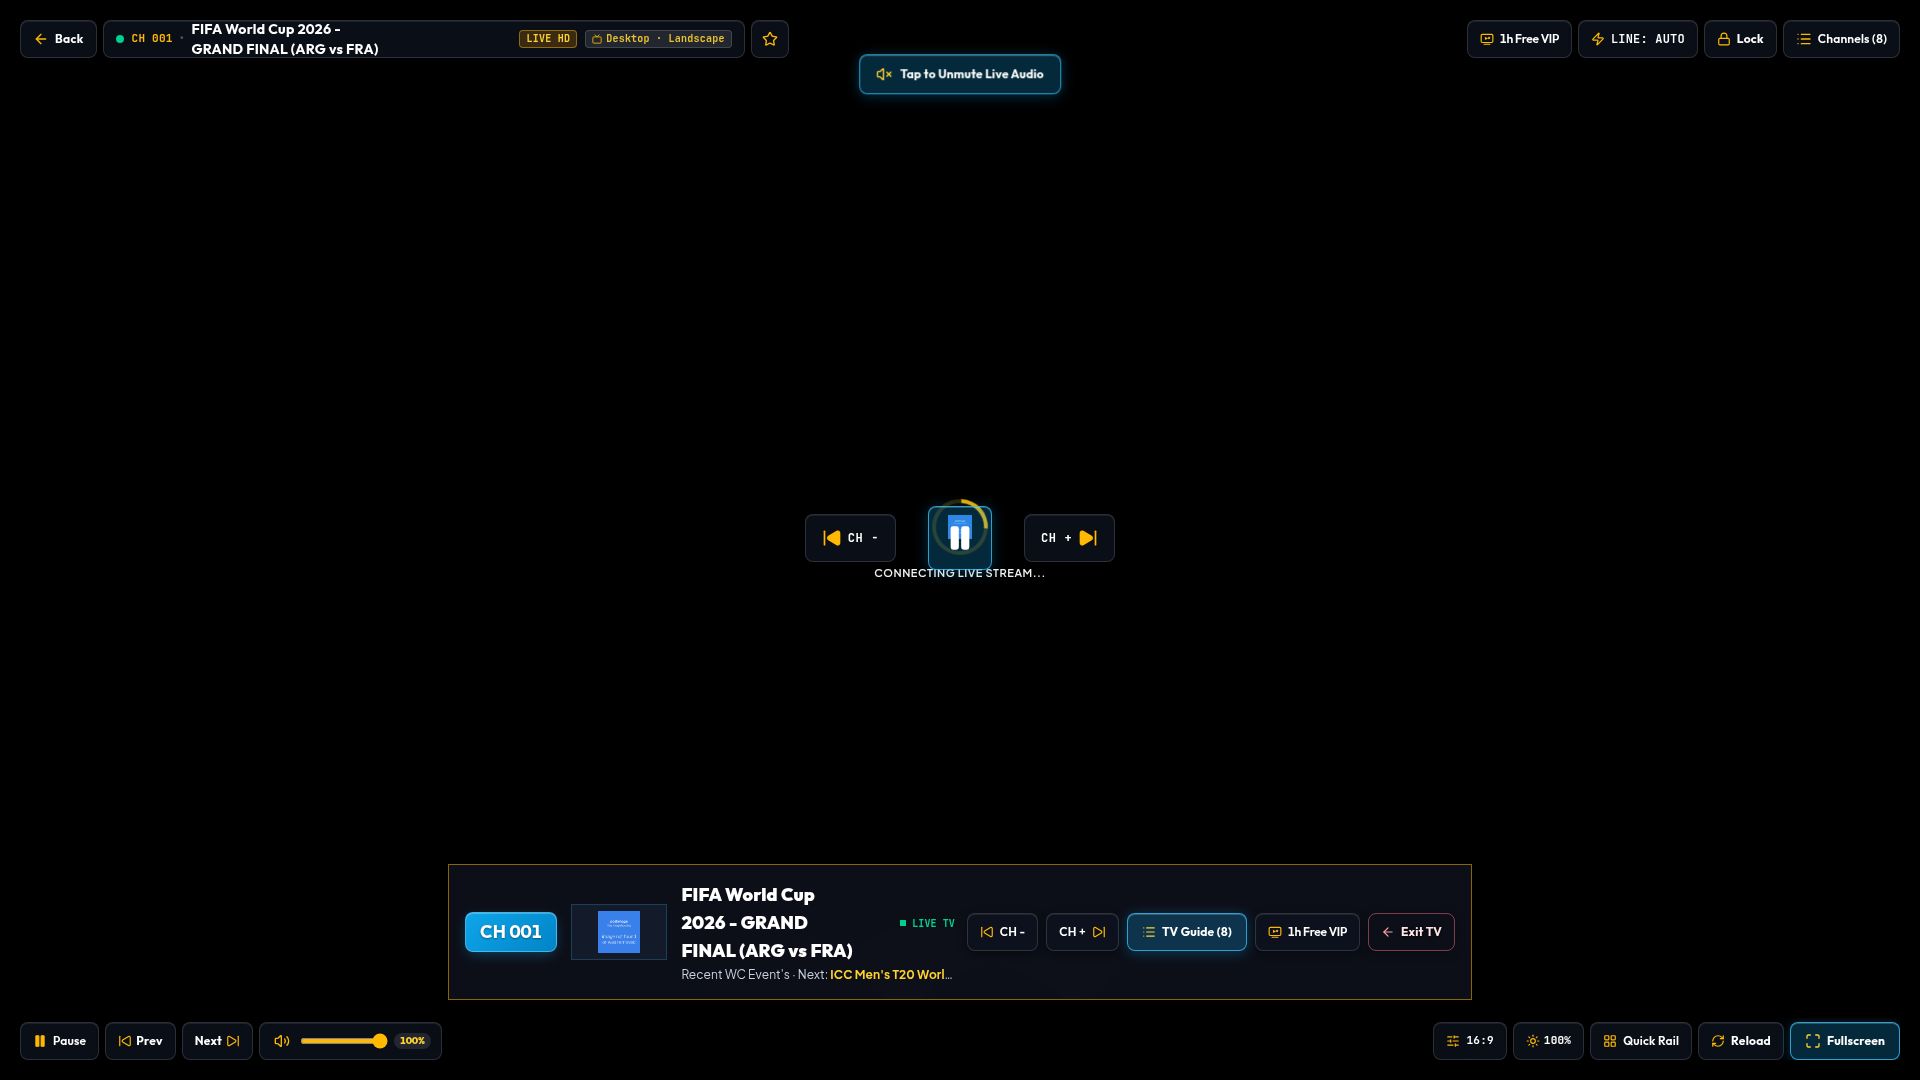 Back
CH 001 · FIFA World Cup 2026 -
GRAND FINAL (ARG vs FRA)
LIVE HD
Desktop · Landscape
1h Free VIP
LINE: AUTO
Lock
Channels (8)
Tap to Unmute Live Audio
CH -
CH +
CONNECTING LIVE STREAM...
CH 001
FIFA World Cup
2026 - GRAND
FINAL (ARG vs FRA)
Recent WC Event's · Next: ICC Men's T20 Worl...
LIVE TV
CH -
CH +
TV Guide (8)
1h Free VIP
Exit TV
Pause
Prev
Next
100%
16:9
100%
Quick Rail
Reload
Fullscreen